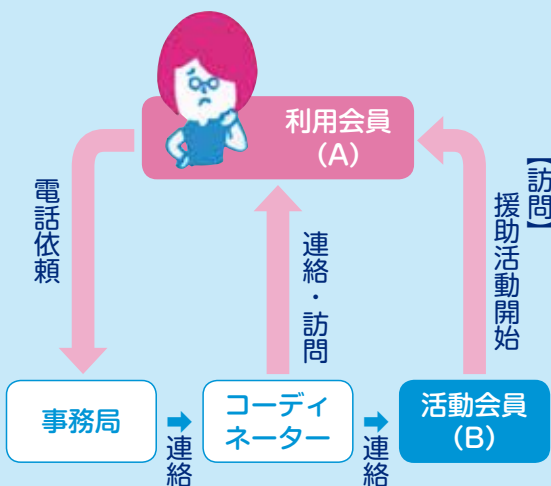 利用会員
(A)
電話依頼
連絡・訪問
【訪問】
援助活動開始
事務局
連絡
コーディ
ネーター
連絡
活動会員
(B)